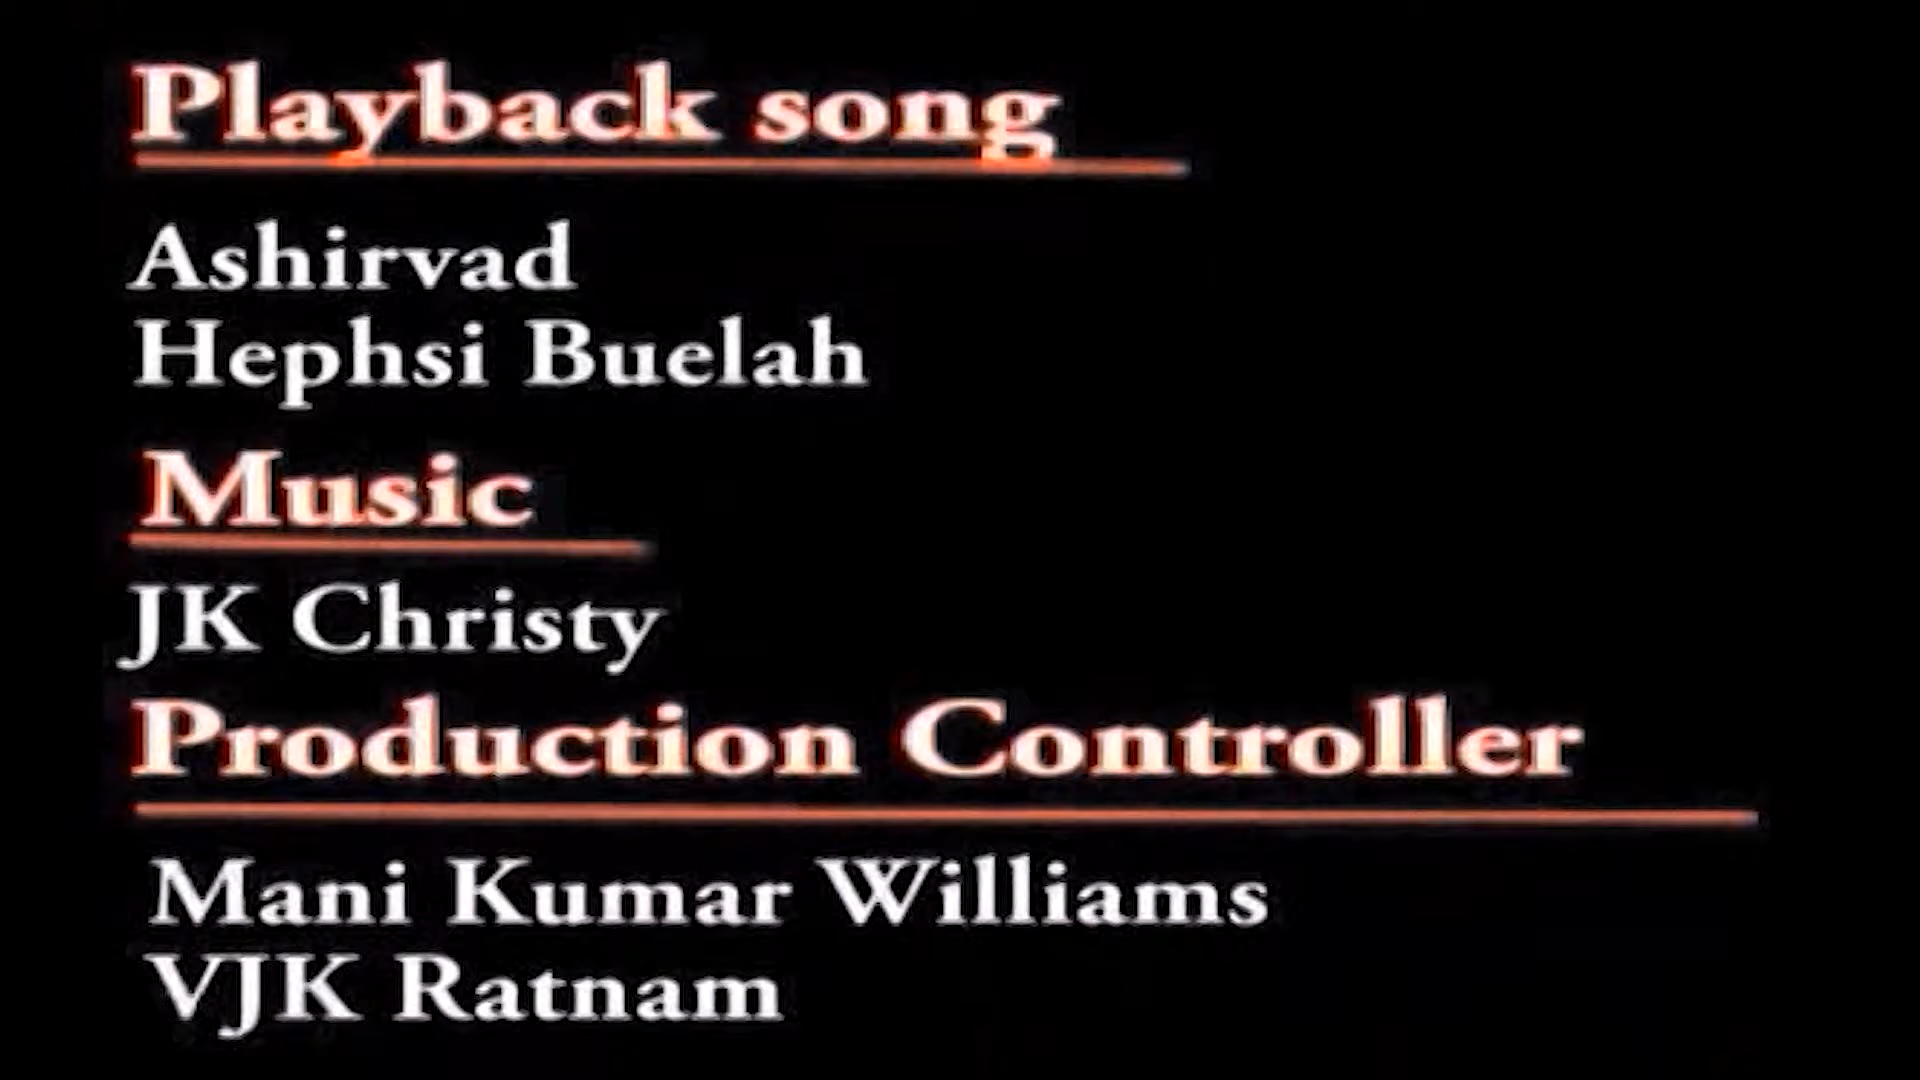 Playback song
Ashirvad
Hephsi Buelah
Music
JK Christy
Production Controller
Mani Kumar Williams
VJK Ratnam